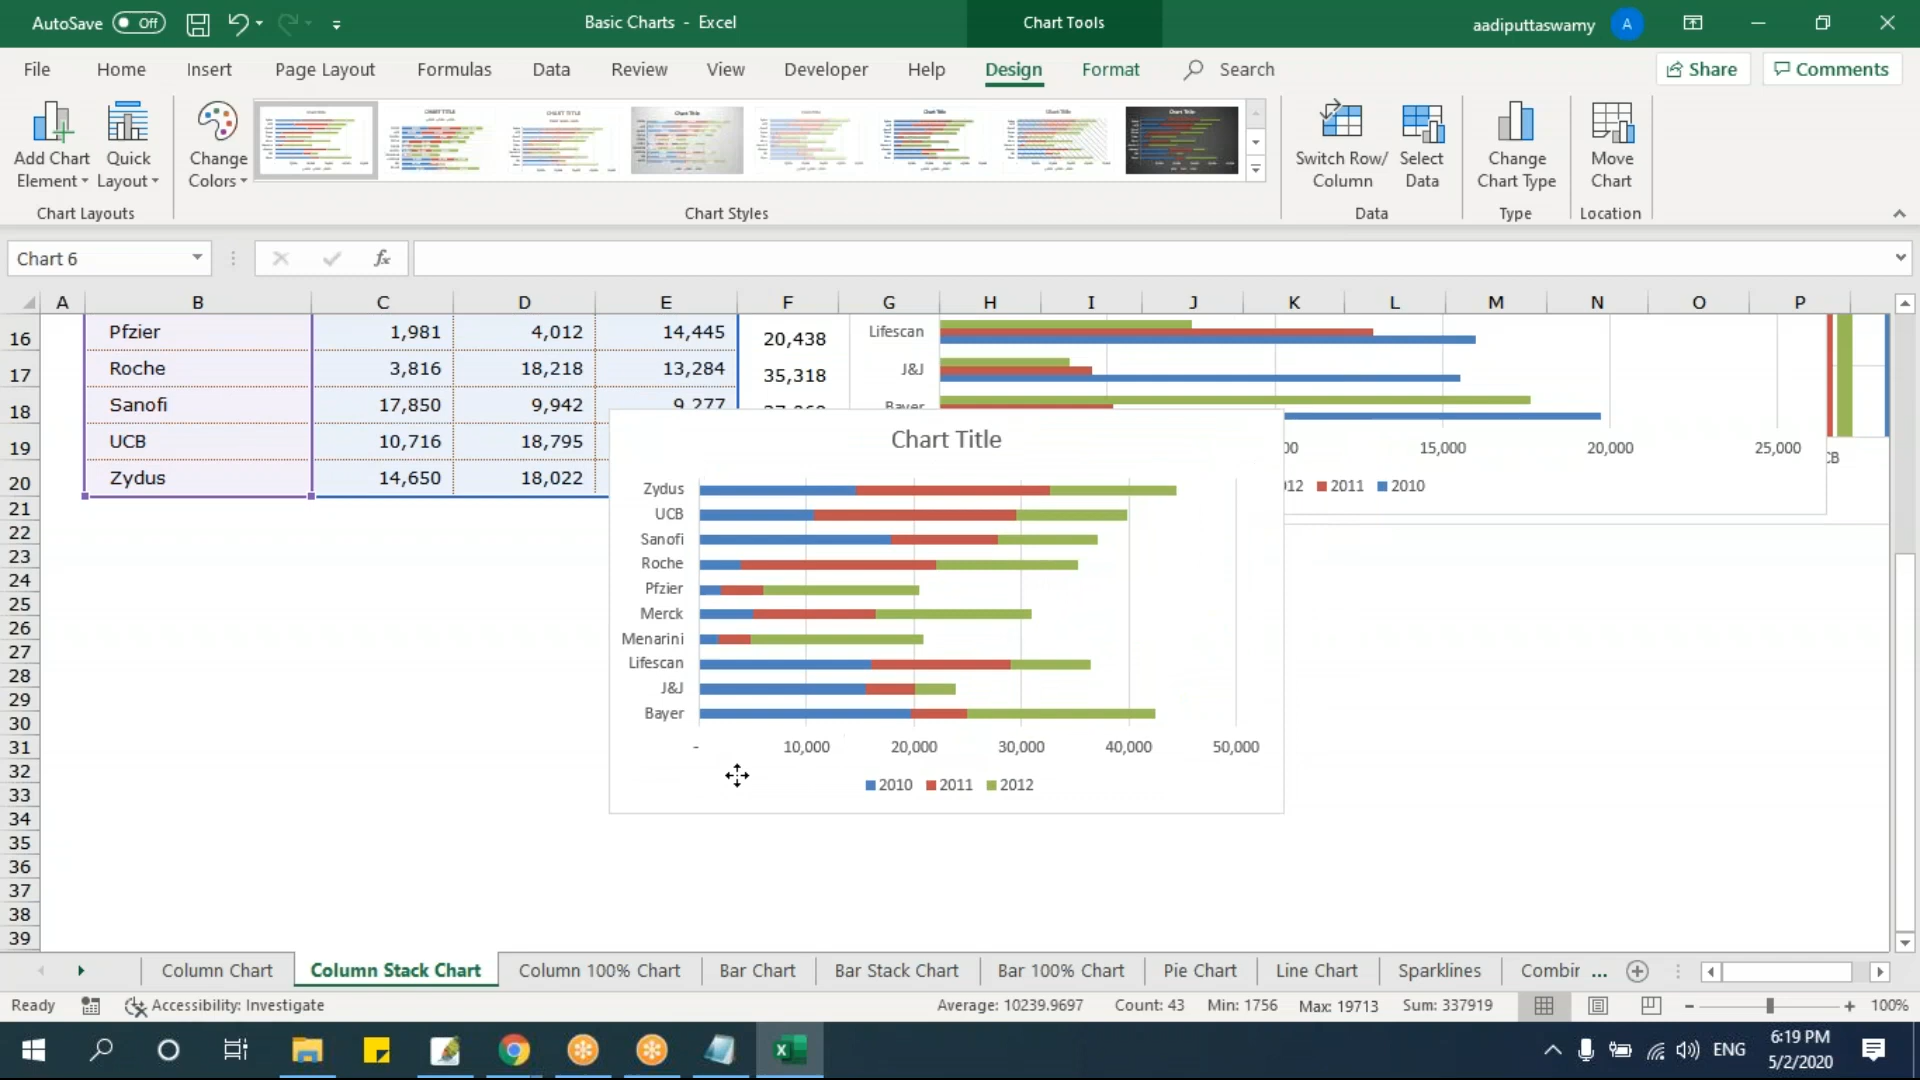 AutoSave Off Basic Charts - Excel Chart Tools aadiputtaswamy A
File Home Insert Page Layout Formulas Data Review View Developer Help Design Format Search Share Comments
Add Chart Element Quick Layout Change Colors Switch Row/Column Select Data Change Chart Type Move Chart
Chart Layouts Chart Styles Data Type Location
Chart 6 fx
A B C D E F G H I J K L M N O P
16 Pfzier 1,981 4,012 14,445 20,438
17 Roche 3,816 18,218 13,284 35,318
18 Sanofi 17,850 9,942 9,277
19 UCB 10,716 18,795
20 Zydus 14,650 18,022
21
22
23
24
25
26
27
28
29
30
31
32
33
34
35
36
37
38
39
Lifescan
J&J
Bayer
15,000 20,000 25,000
2011 2010
Chart Title
Zydus
UCB
Sanofi
Roche
Pfzier
Merck
Menarini
Lifescan
J&J
Bayer
- 10,000 20,000 30,000 40,000 50,000
2010 2011 2012
Column Chart Column Stack Chart Column 100% Chart Bar Chart Bar Stack Chart Bar 100% Chart Pie Chart Line Chart Sparklines Combin ...
Ready Accessibility: Investigate Average: 10239.9697 Count: 43 Min: 1756 Max: 19713 Sum: 337919 100%
ENG 6:19 PM
5/2/2020